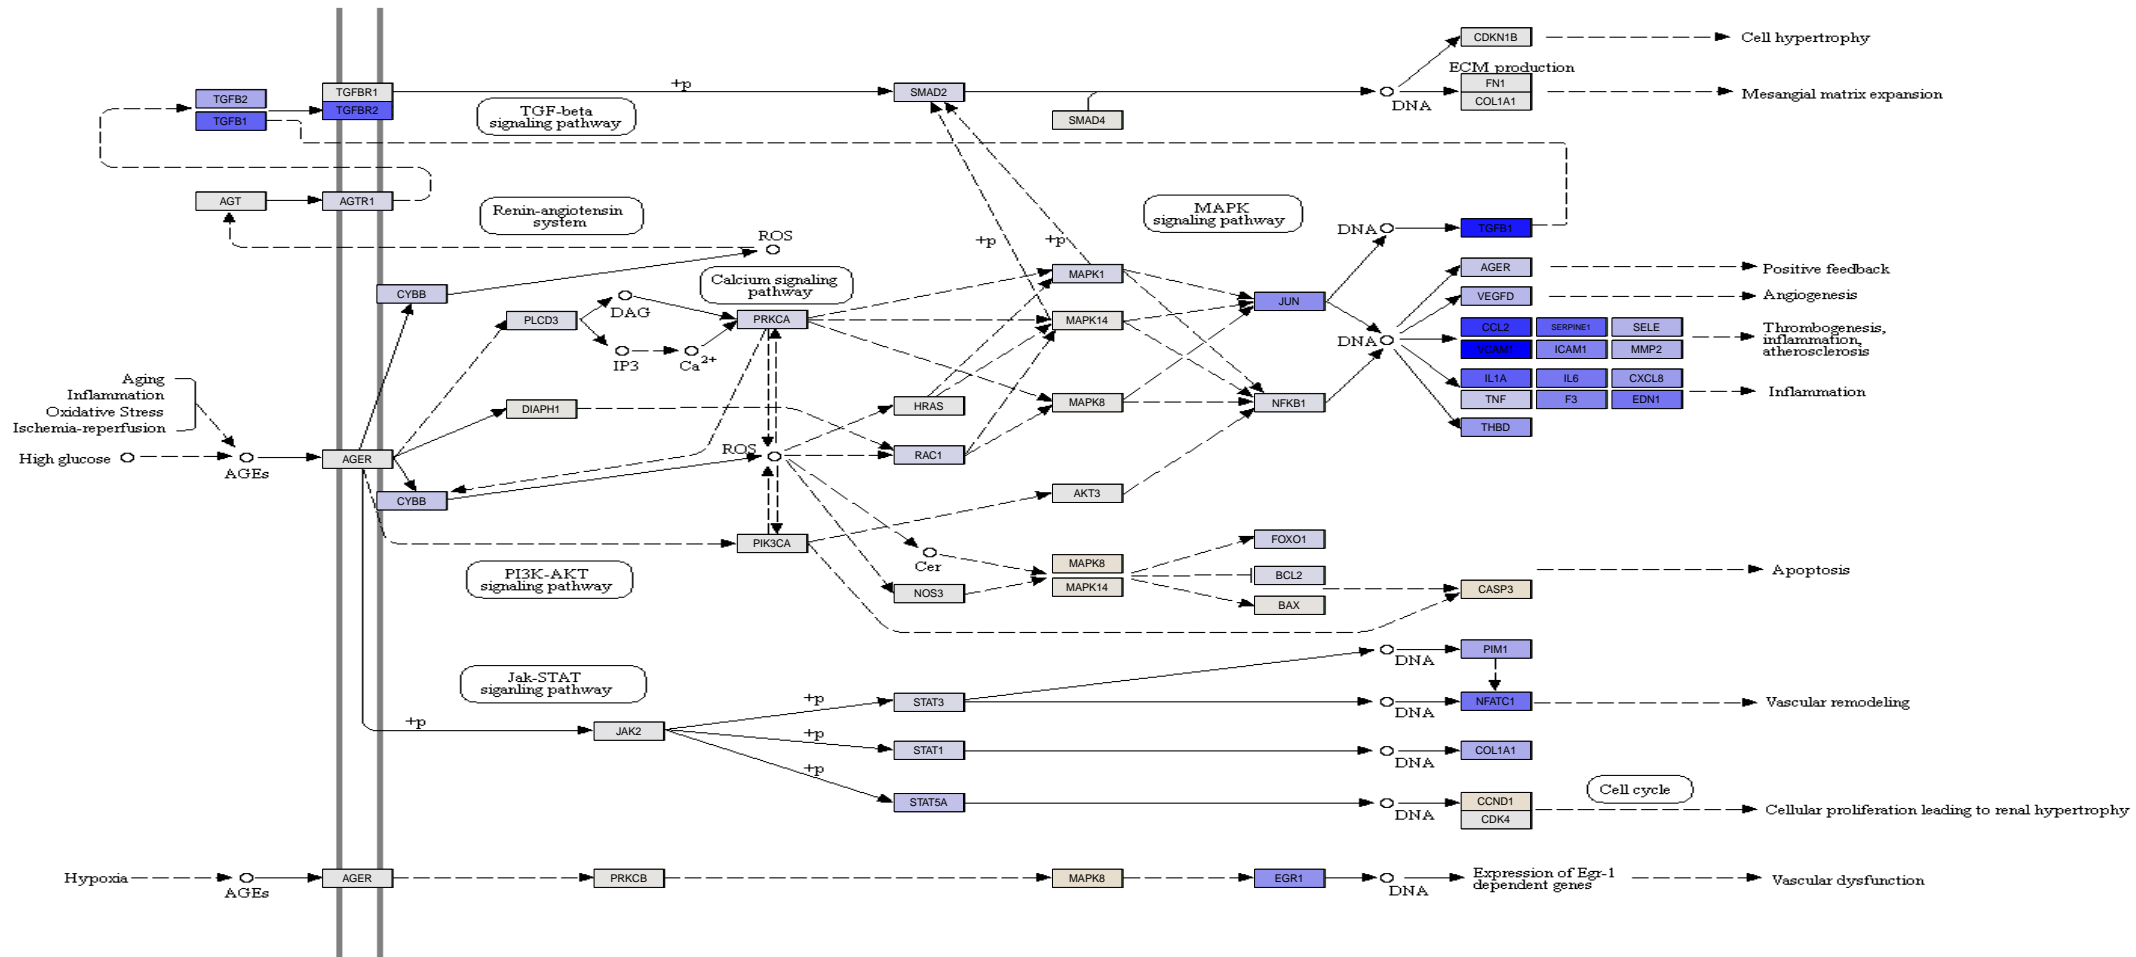 CDKN1B
Cell hypertrophy
ECM production
+p
TGFBR1
FN1
TGFB2
SMAD2
DNA
COL1A1
Mesangial matrix expansion
TGFBR2
TGF-beta
signaling pathway
TGFB1
SMAD4
AGT
AGTR1
Renin-angiotensin
system
MAPK
signaling pathway
DNA
TGFB1
ROS
+p
+p
Calcium signaling
pathway
MAPK1
AGER
Positive feedback
CYBB
VEGFD
Angiogenesis
JUN
DAG
PLCD3
PRKCA
MAPK14
CCL2
SERPINE1
SELE
Thrombogenesis,
inflammation,
atherosclerosis
DNA
VCAM1
ICAM1
MMP2
IP3
Ca2+
Aging
Inflammation
Oxidative Stress
Ischemia-reperfusion
IL1A
IL6
CXCL8
Inflammation
TNF
F3
EDN1
DIAPH1
HRAS
MAPK8
NFKB1
THBD
High glucose
AGEs
AGER
ROS
RAC1
CYBB
AKT3
PIK3CA
FOXO1
Cer
MAPK8
PI3K-AKT
signaling pathway
BCL2
Apoptosis
NOS3
MAPK14
CASP3
BAX
PIM1
DNA
Jak-STAT
siganling pathway
+p
STAT3
NFATC1
Vascular remodeling
DNA
+p
JAK2
+p
STAT1
COL1A1
DNA
+p
STAT5A
CCND1
Cell cycle
DNA
CDK4
Cellular proliferation leading to renal hypertrophy
Hypoxia
AGEs
AGER
PRKCB
MAPK8
EGR1
DNA
Expression of Egr-1
dependent genes
Vascular dysfunction